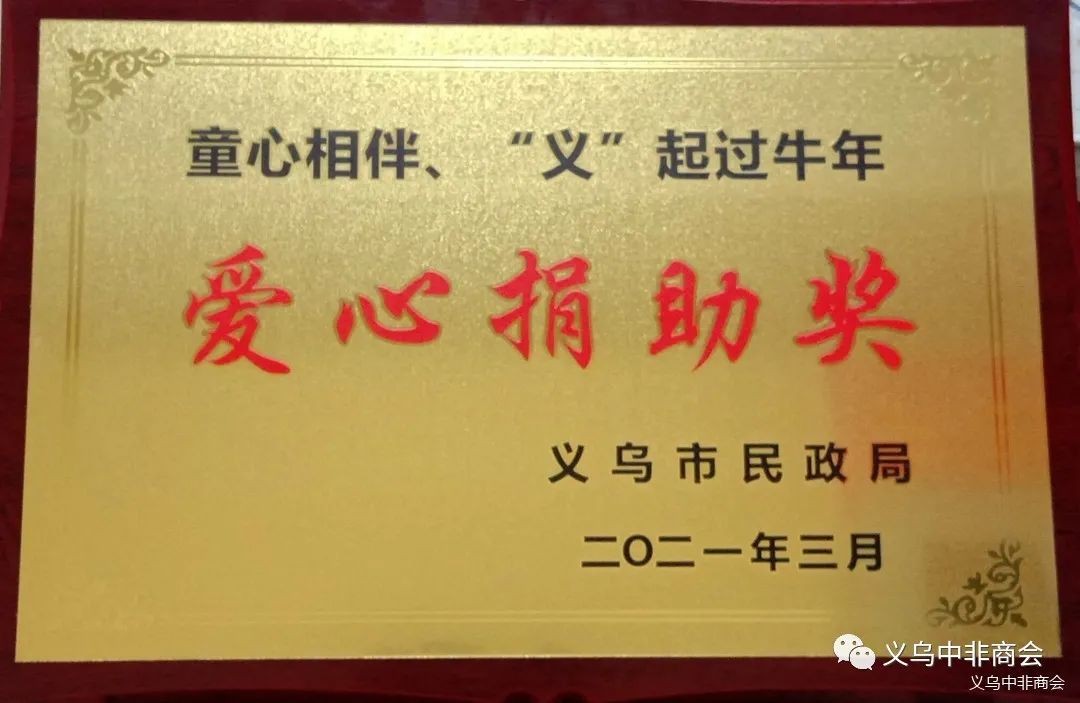 童心相伴、“义”起过牛年
爱心捐助奖
义乌市民政局
二〇二一年三月
义乌中非商会
义乌中非商会